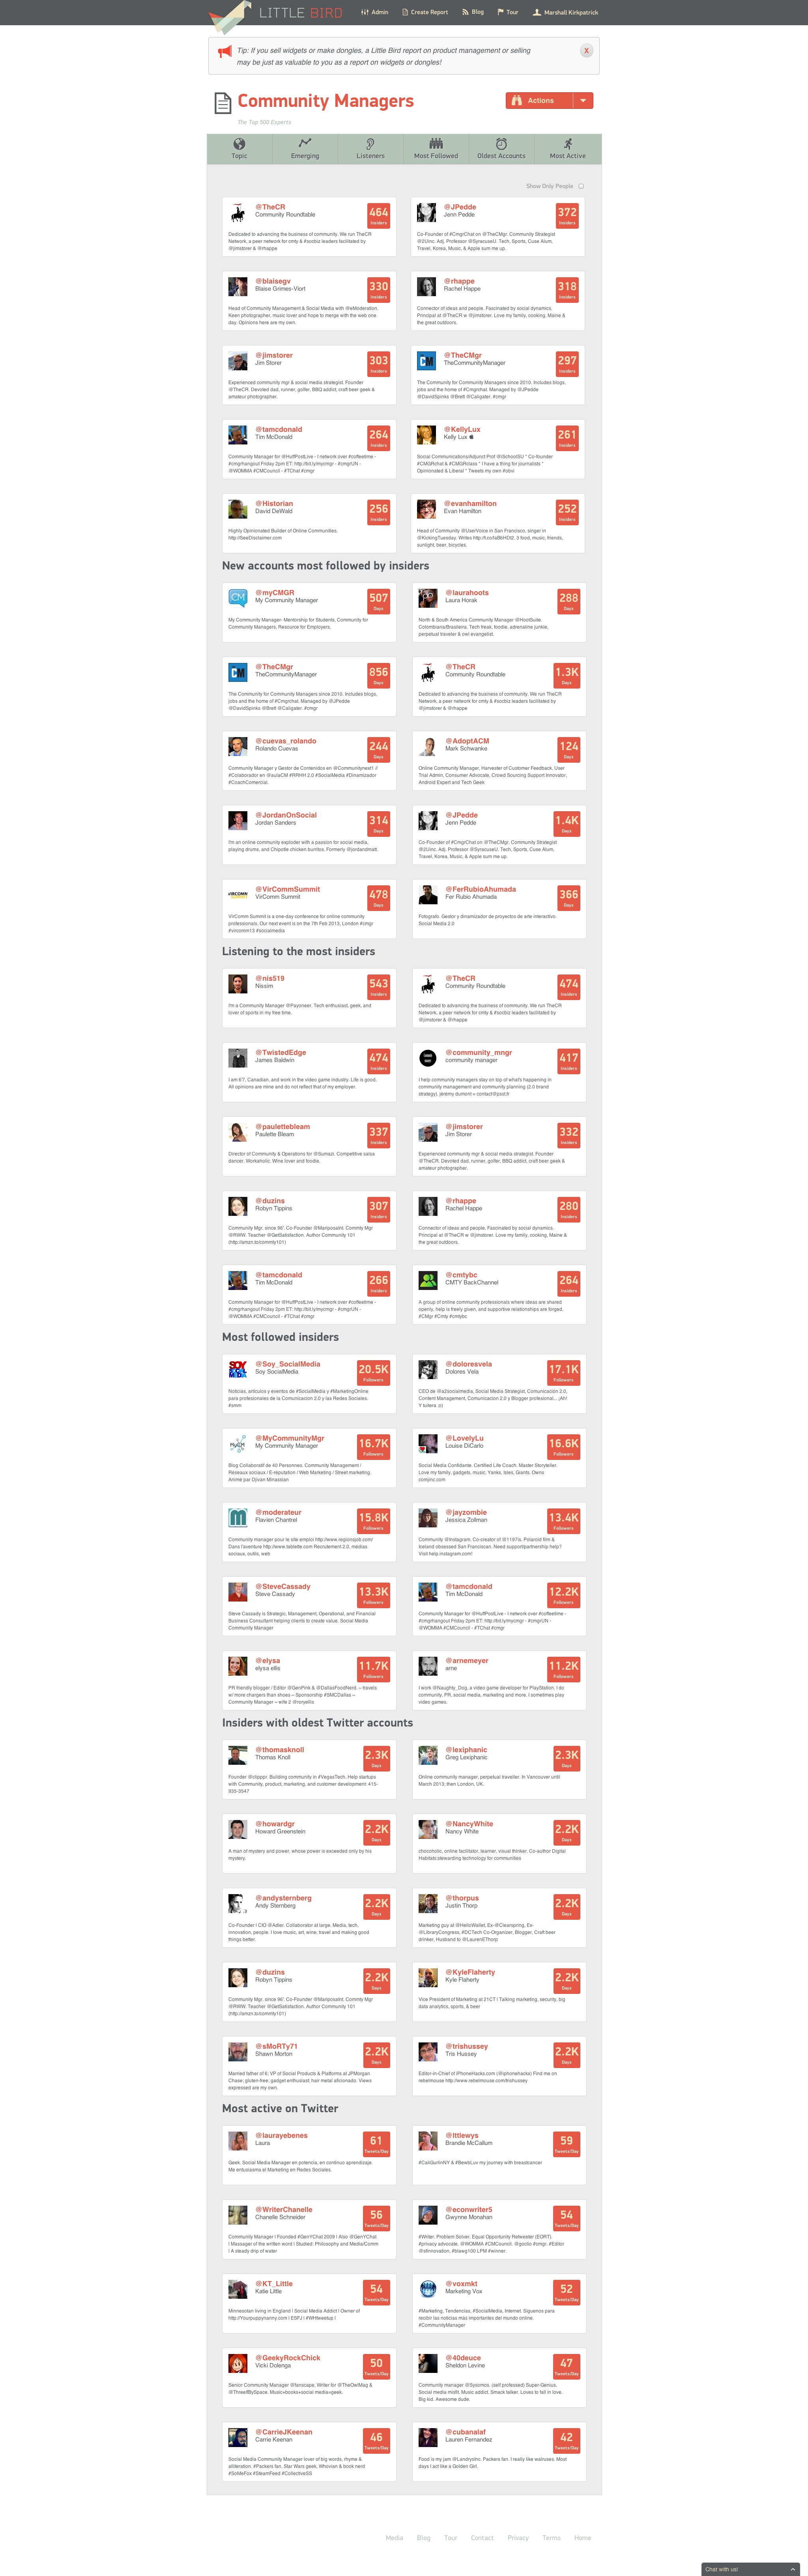 LITTLE BIRD
Admin
Create Report
Blog
Tour
Marshall Kirkpatrick
Tip: If you sell widgets or make dongles, a Little Bird report on product management or selling
may be just as valuable to you as a report on widgets or dongles!
X
Community Managers
Actions
The Top 500 Experts
Topic
Emerging
Listeners
Most Followed
Oldest Accounts
Most Active
Show Only People
@TheCR
Community Roundtable
464
Insiders
Dedicated to advancing the business of community. We run TheCR
Network, a peer network for cmty & #socbiz leaders facilitated by
@jimstorer & @rhappe
@JPedde
Jenn Pedde
372
Insiders
Co-Founder of #CmgrChat on @TheCMgr. Community Strategist
@2Uinc. Adj. Professor @SyracuseU. Tech, Sports, Cuse Alum,
Travel, Korea, Music, & Apple sum me up.
@blaisegv
Blaise Grimes-Viort
330
Insiders
Head of Community Management & Social Media with @eModeration.
Keen photographer, music lover and hope to merge with the web one
day. Opinions here are my own.
@rhappe
Rachel Happe
318
Insiders
Connector of ideas and people. Fascinated by social dynamics.
Principal at @TheCR w @jimstorer. Love my family, cooking, Maine &
the great outdoors.
@jimstorer
Jim Storer
303
Insiders
Experienced community mgr & social media strategist. Founder
@TheCR. Devoted dad, runner, golfer, BBQ addict, craft beer geek &
amateur photographer.
@TheCMgr
TheCommunityManager
297
Insiders
The Community for Community Managers since 2010. Includes blogs,
jobs and the home of #Cmgrchat. Managed by @JPedde
@DavidSpinks @Brett @Caligater. #cmgr
@tamcdonald
Tim McDonald
264
Insiders
Community Manager for @HuffPostLive - I network over #coffeetime -
#cmgrhangout Friday 2pm ET: http://bit.ly/mycmgr - #cmgrUN -
@WOMMA #CMCouncil - #TChat #cmgr
@KellyLux
Kelly Lux
261
Insiders
Social Communications/Adjunct Prof @iSchoolSU * Co-founder
#CMGRchat & #CMGRclass * I have a thing for journalists *
Opinionated & Liberal * Tweets my own #obvi
@Historian
David DeWald
256
Insiders
Highly Opinionated Builder of Online Communities.
http://SeeDisclaimer.com
@evanhamilton
Evan Hamilton
252
Insiders
Head of Community @UserVoice in San Francisco, singer in
@KickingTuesday. Writes 3 food, music, friends,
sunlight, beer, bicycles.
New accounts most followed by insiders
@myCMGR
My Community Manager
507
Days
My Community Manager- Mentorship for Students, Community for
Community Managers, Resource for Employers.
@laurahoots
Laura Horak
288
Days
North & South America Community Manager @HootSuite.
Colombiana/Brasileira. Tech freak, foodie, adrenaline junkie,
perpetual traveler & owl evangelist.
@TheCMgr
TheCommunityManager
856
Days
The Community for Community Managers since 2010. Includes blogs,
jobs and the home of #Cmgrchat. Managed by @JPedde
@DavidSpinks @Brett @Caligater. #cmgr
@TheCR
Community Roundtable
1.3K
Days
Dedicated to advancing the business of community. We run TheCR
Network, a peer network for cmty & #socbiz leaders facilitated by
@jimstorer & @rhappe
@cuevas_rolando
Rolando Cuevas
244
Days
Community Manager y Gestor de Contenidos en @Communitynext1 //
#Colaborador en @aulaCM #RRHH 2.0 #SocialMedia #Dinamizador
#CoachComercial.
@AdoptACM
Mark Schwanke
124
Days
Online Community Manager, Harvester of Customer Feedback, User
Trial Admin, Consumer Advocate, Crowd Sourcing Support Innovator,
Android Expert and Tech Geek
@JordanOnSocial
Jordan Sanders
314
Days
I'm an online community exploder with a passion for social media,
playing drums, and Chipotle chicken burritos. Formerly @jordandmatt
@JPedde
Jenn Pedde
1.4K
Days
Co-Founder of #CmgrChat on @TheCMgr. Community Strategist
@2Uinc. Adj. Professor @SyracuseU. Tech, Sports, Cuse Alum,
Travel, Korea, Music, & Apple sum me up.
@VirCommSummit
VirComm Summit
478
Days
VirComm Summit is a one-day conference for online community
professionals. Our next event is on the 7th Feb 2013, London #cmgr
#vircomm13 #socialmedia
@FerRubioAhumada
Fer Rubio Ahumada
366
Days
Fotografo. Gestor y dinamizador de proyectos de arte interactivo.
Social Media 2.0
Listening to the most insiders
@nis519
Nissim
543
Insiders
I'm a Community Manager @Payoneer. Tech enthusiast, geek, and
lover of sports in my free time.
@TheCR
Community Roundtable
474
Insiders
Dedicated to advancing the business of community. We run TheCR
Network, a peer network for cmty & #socbiz leaders facilitated by
@jimstorer & @rhappe
@TwistedEdge
James Baldwin
474
Insiders
I am 6'7, Canadian, and work in the video game industry. Life is good.
All opinions are mine and do not reflect that of my employer.
@community_mngr
community manager
417
Insiders
I help community managers stay on top of what's happening in
community management and community planning (2.0 brand
strategy). jérémy dumont = contact@psst.fr
@paulettebleam
Paulette Bleam
337
Insiders
Director of Community & Operations for @Sumazi. Competitive salsa
dancer. Workaholic. Wine lover and foodie.
@jimstorer
Jim Storer
332
Insiders
Experienced community mgr & social media strategist. Founder
@TheCR. Devoted dad, runner, golfer, BBQ addict, craft beer geek &
amateur photographer.
@duzins
Robyn Tippins
307
Insiders
Community Mgr. since 96'. Co-Founder @MariposaInt. Commty Mgr
@RWW. Teacher @GetSatisfaction. Author Community 101
(http://amzn.to/commty101)
@rhappe
Rachel Happe
280
Insiders
Connector of ideas and people. Fascinated by social dynamics.
Principal at @TheCR w @jimstorer. Love my family, cooking, Maine &
the great outdoors.
@tamcdonald
Tim McDonald
266
Insiders
Community Manager for @HuffPostLive - I network over #coffeetime -
#cmgrhangout Friday 2pm ET: http://bit.ly/mycmgr - #cmgrUN -
@WOMMA #CMCouncil - #TChat #cmgr
@cmtybc
CMTY BackChannel
264
Insiders
A group of online community professionals where ideas are shared
openly, help is freely given, and supportive relationships are forged.
#CMgr #Cmty #cmtybc
Most followed insiders
@Soy_SocialMedia
Soy SocialMedia
20.5K
Followers
Noticias, artículos y eventos de #SocialMedia y #MarketingOnline
para profesionales de la Comunicación 2.0 y las Redes Sociales.
#smm
@doloresvela
Dolores Vela
17.1K
Followers
CEO de @a2socialmedia, Social Media Strategist, Comunicación 2.0,
Content Management, Comunicacion 2.0 y Blogger profesional... ¡Ah!
Y tuitera ;o)
@MyCommunityMgr
My Community Manager
16.7K
Followers
Blog Collaboratif de 40 Personnes. Community Management /
Réseaux sociaux / E-réputation / Web Marketing / Street marketing.
Animé par Djivan Minassian
@LovelyLu
Louise DiCarlo
16.6K
Followers
Social Media Confidante. Certified Life Coach. Master Storyteller.
Love my family, gadgets, music, Yanks, Isles, Giants. Owns
compinc.com
@moderateur
Flavien Chantrel
15.8K
Followers
Community manager pour le site emploi http://www.regionsjob.com/
Dans l'aventure http://www.talkette.com Recrutement 2.0, médias
sociaux, outils, web
@jayzombie
Jessica Zollman
13.4K
Followers
Community @Instagram. Co-creator of @1197is. Polaroid film &
Iceland obsessed San Franciscan. Need support/partnership help?
Visit help.instagram.com!
@SteveCassady
Steve Cassady
13.3K
Followers
Steve Cassady is Strategic, Management, Operational, and Financial
Business Consultant helping clients to create value. Social Media
Community Manager
@tamcdonald
Tim McDonald
12.2K
Followers
Community Manager for @HuffPostLive - I network over #coffeetime -
#cmgrhangout Friday 2pm ET: http://bit.ly/mycmgr - #cmgrUN -
@WOMMA #CMCouncil - #TChat #cmgr
@elysa
elysa ellis
11.7K
Followers
PR friendly blogger / Editor @GenPink & @DallasFoodNerd. ~ travels
w/ more chargers than shoes ~ Sponsorship #SMCDallas ~
Community Manager ~ wife 2 @roryellis
@arnemeyer
arne
11.2K
Followers
I work @Naughty_Dog, a video game developer for PlayStation. I do
community, PR, social media, marketing and more. I sometimes play
video games.
Insiders with oldest Twitter accounts
@thomasknoll
Thomas Knoll
2.3K
Days
Founder @olpppr. Building community in #VegasTech. Help startups
with Community, product, marketing, and customer development: 415-
935-3547
@lexiphanic
Greg Lexiphanic
2.3K
Days
Online community manager, perpetual traveller. In Vancouver until
March 2013; then London, UK.
@howardgr
Howard Greenstein
2.2K
Days
A man of mystery and power, whose power is exceeded only by his
mystery.
@NancyWhite
Nancy White
2.2K
Days
chocoholic, online facilitator, learner, visual thinker. Co-author Digital
Habitats:stewarding technology for communities
@andysternberg
Andy Sternberg
2.2K
Days
Co-Founder | CIO @Adler. Collaborator at large. Media, tech,
innovation, people. I love music, art, wine, travel and making good
things better.
@thorpus
Justin Thorp
2.2K
Days
Marketing guy at @HelloWallet, Ex-@Clearspring, Ex-
@LibraryCongress, #DCTech Co-Organizer, Blogger, Craft beer
drinker, Husband to @LaurenEThorp
@duzins
Robyn Tippins
2.2K
Days
Community Mgr. since 96'. Co-Founder @MariposaInt. Commty Mgr
@RWW. Teacher @GetSatisfaction. Author Community 101
(http://amzn.to/commty101)
@KyleFlaherty
Kyle Flaherty
2.2K
Days
Vice President of Marketing at 21CT | Talking marketing, security, big
data analytics, sports, & beer
@sMoRTy71
Shawn Morton
2.2K
Days
Married father of 6; VP of Social Products & Platforms at JPMorgan
Chase; gluten-free; gadget enthusiast; hair metal aficionado. Views
expressed are my own.
@trishussey
Tris Hussey
2.2K
Days
Editor-in-Chief of iPhoneHacks.com (@iphonehacks) Find me on
rebelmouse http://www.rebelmouse.com/trishussey
Most active on Twitter
@laurayebenes
Laura
61
Tweets/Day
Geek. Social Media Manager en potencia, en continuo aprendizaje.
Me entusiasma el Marketing en Redes Sociales.
@Ittlewys
Brandie McCallum
59
Tweets/Day
#CaliGurlinNY & #BewbLuv my journey with breastcancer
@WriterChanelle
Chanelle Schneider
56
Tweets/Day
Community Manager | Founded #GenYChat 2009 | Also @GenYChat
| Massager of the written word | Studied: Philosophy and Media/Comm
| A steady drip of water.
@econwriter5
Gwynne Monahan
54
Tweets/Day
#Writer. Problem Solver. Equal Opportunity Retweeter (EORT).
#privacy advocate. @WOMMA #CMCouncil. @goolio #cmgr. #Editor
@sltinnovation, #blawg100 LPM #winner.
@KT_Little
Katie Little
54
Tweets/Day
Minnesotan living in England | Social Media Addict | Owner of
http://Yoursuppynanny.com | ESFJ | #WHtweetup |
@voxmkt
Marketing Vox
52
Tweets/Day
#Marketing, Tendencias, #SocialMedia, Internet. Síguenos para
recibir las noticias más importantes del mundo online.
#CommunityManager
@GeekyRockChick
Vicki Dolenga
50
Tweets/Day
Senior Community Manager @fanscape. Writer for @TheOwlMag &
@ThreeIfBySpace. Music+books+social media=geek.
@40deuce
Sheldon Levine
47
Tweets/Day
Community manager @Sysomos. (self professed) Super-Genius.
Social media misfit. Music addict. Smack talker. Loves to fall in love.
Big kid. Awesome dude.
@CarrieJKeenan
Carrie Keenan
46
Tweets/Day
Social Media Community Manager lover of big words, rhyme &
alliteration. #Packers fan, Star Wars geek, Whovian & book nerd
#SoMeFox #SteamFeed #CollectiveSS
@cubanalaf
Lauren Fernandez
42
Tweets/Day
Food is my jam @Landrysinc. Packers fan. I really like walruses. Most
days I act like a Golden Girl.
Media
Blog
Tour
Contact
Privacy
Terms
Home
Chat with us!